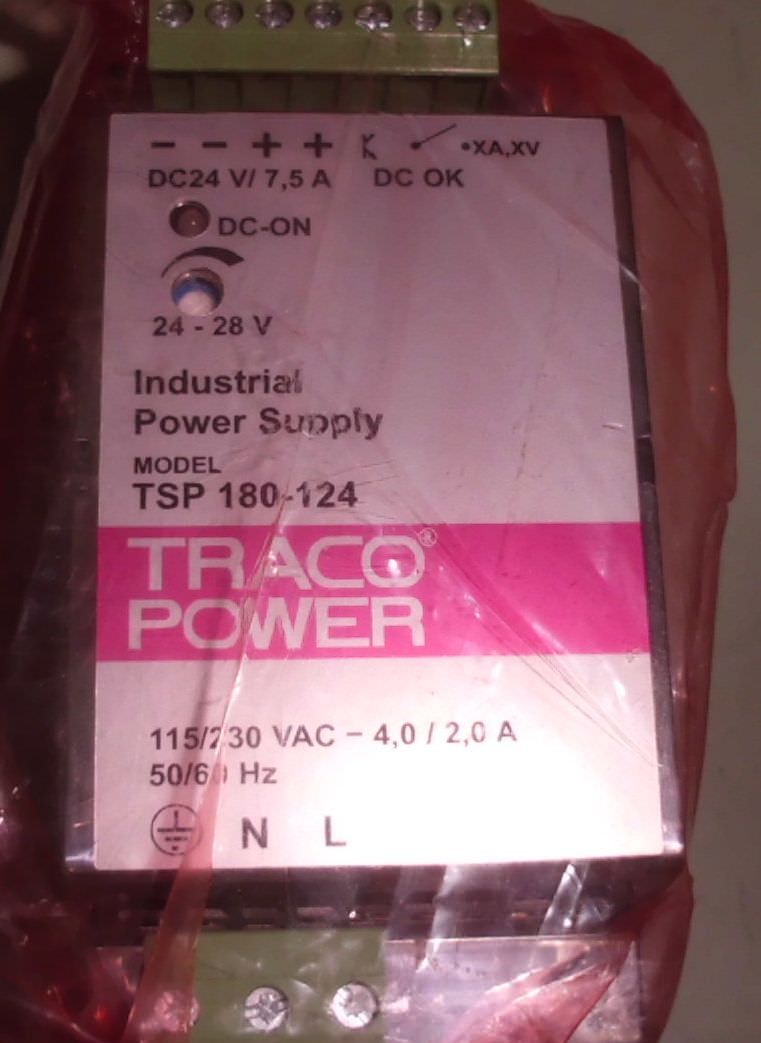 − − + + •XA,XV
DC24 V/ 7,5 A DC OK
DC-ON
24 - 28 V
Industrial
Power Supply
MODEL
TSP 180-124
TRACO®
POWER
115/230 VAC − 4,0 / 2,0 A
50/60 Hz
N L